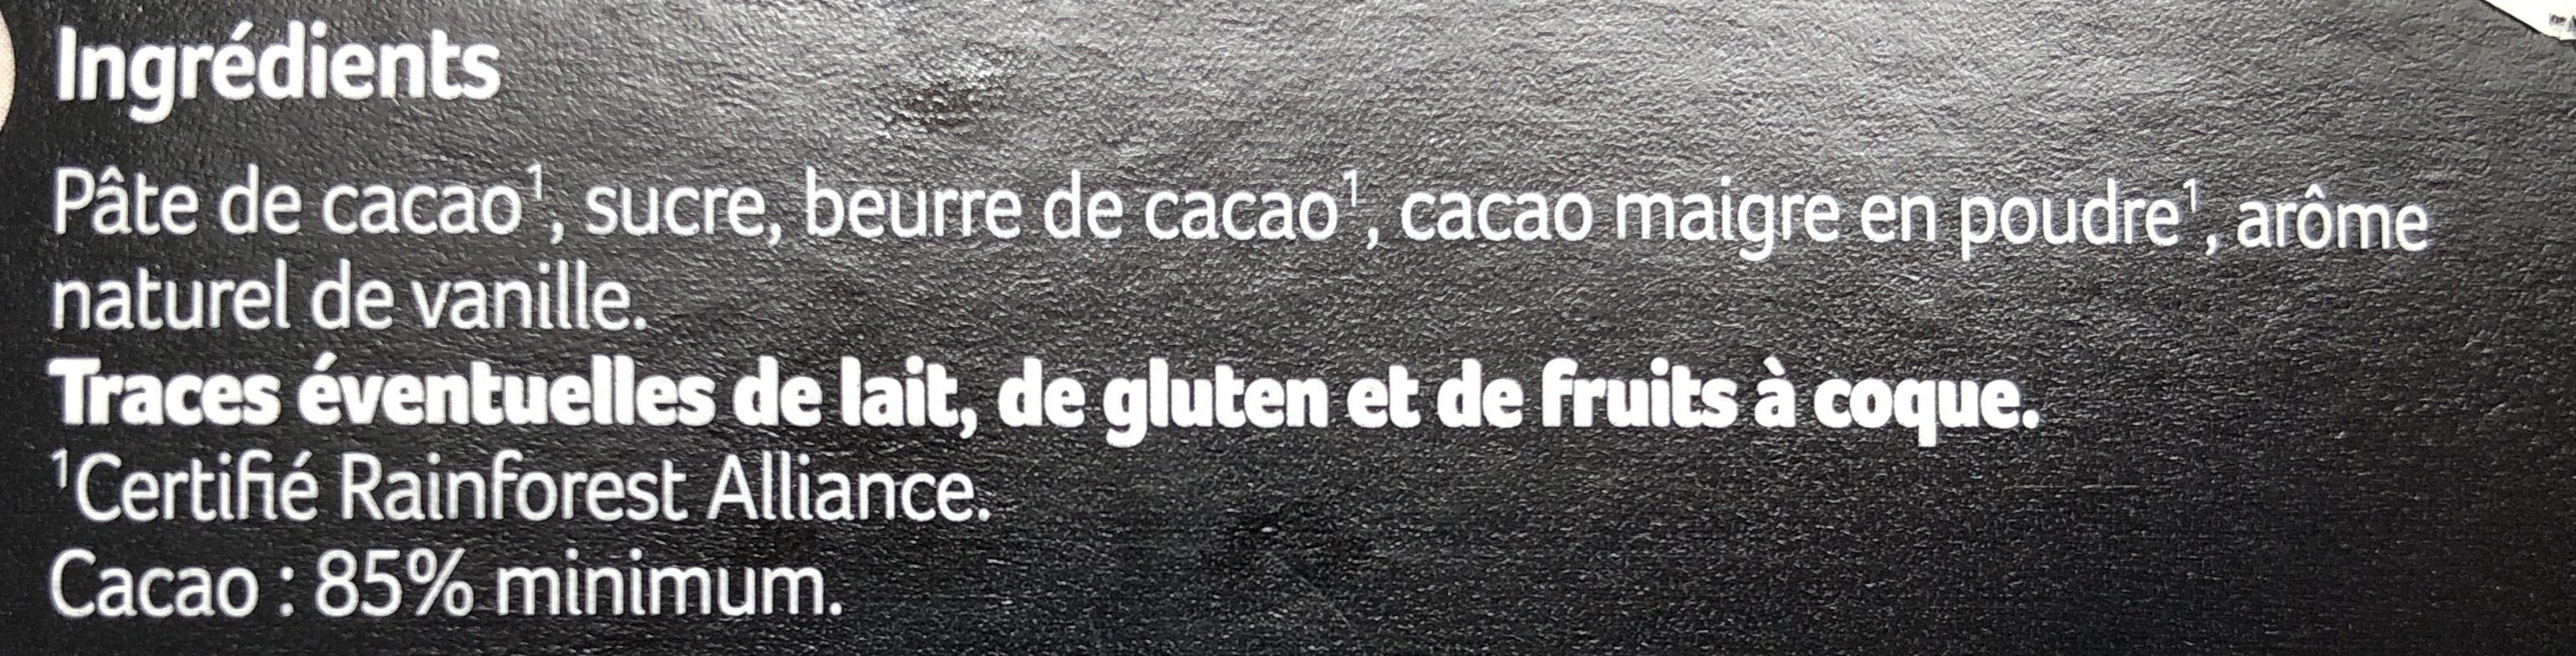 Ingrédients
Pâte de cacao¹, sucre, beurre de cacao¹, cacao maigre en poudre¹, arôme
naturel de vanille.
Traces éventuelles de lait, de gluten et de fruits à coque.
¹Certifié Rainforest Alliance.
Cacao : 85% minimum.